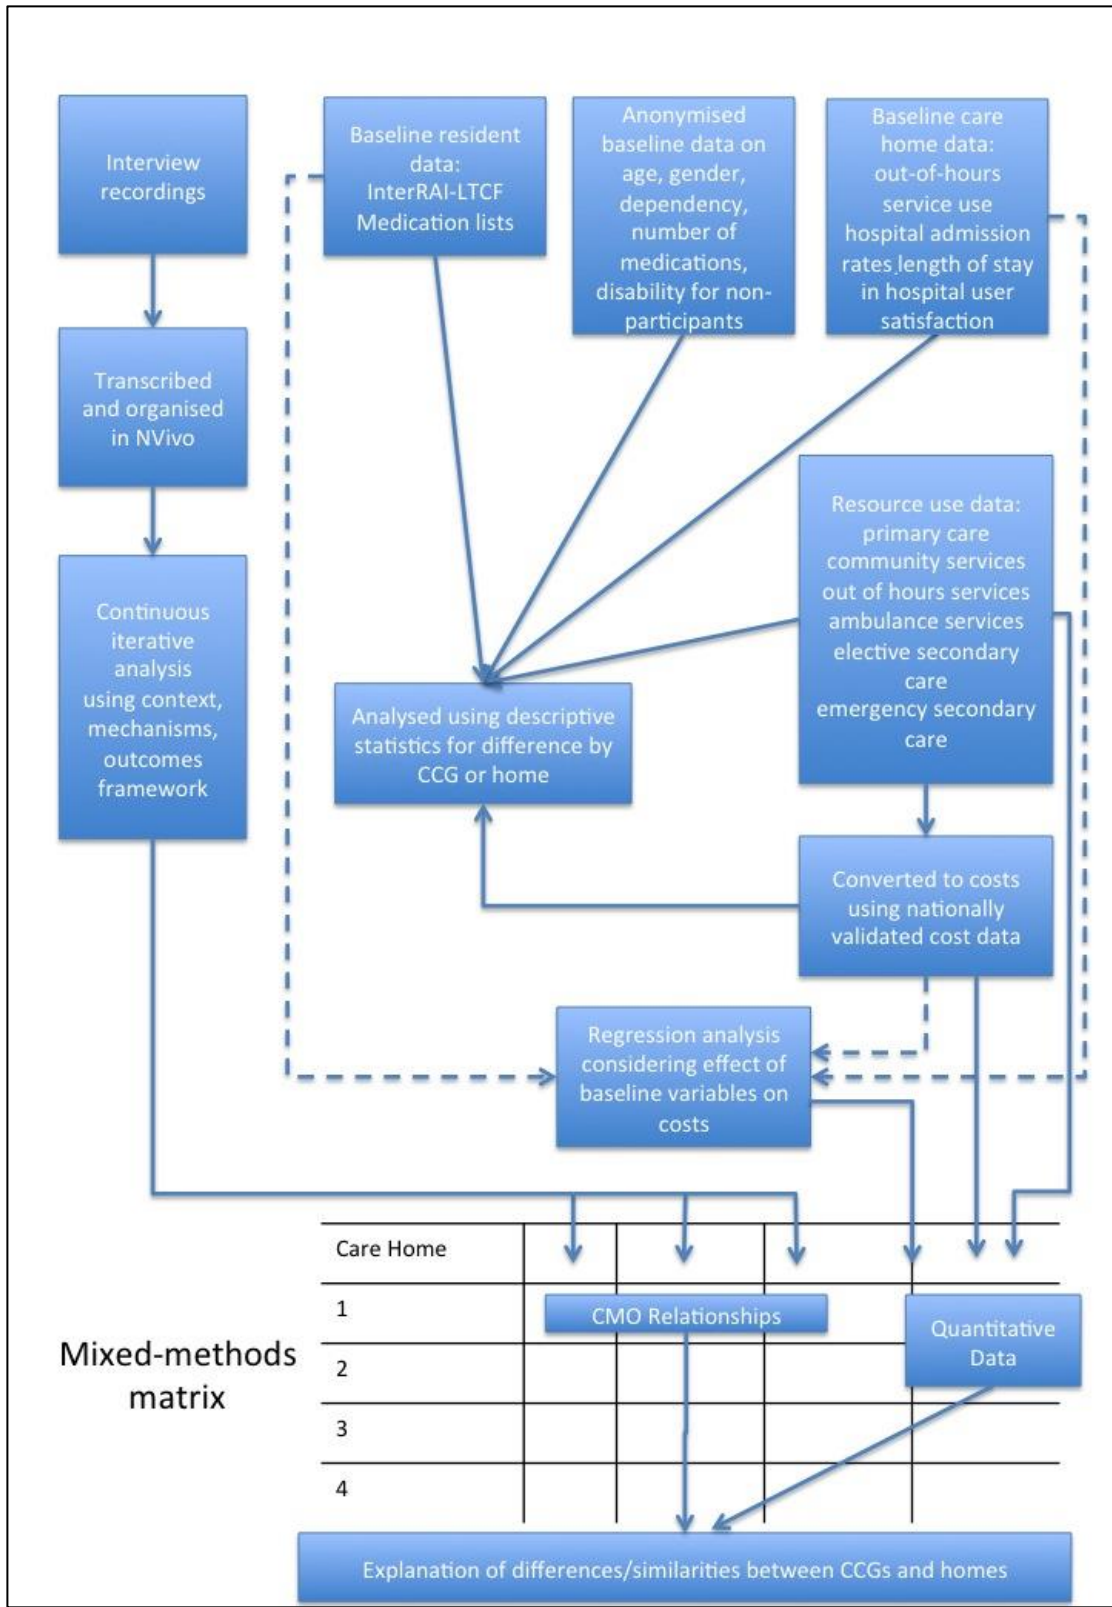 Interview
recordings
Baseline resident
data:
InterRAI-LTCF
Medication lists
Anonymised
baseline data on
age, gender,
dependency,
number of
medications,
disability for non-
participants
Baseline care
home data:
out-of-hours
service use
hospital admission
rates length of stay
in hospital user
satisfaction
Transcribed
and organised
in NVivo
Continuous
iterative
analysis
using context,
mechanisms,
outcomes
framework
Resource use data:
primary care
community services
out of hours services
ambulance services
elective secondary
care
emergency secondary
care
Analysed using descriptive
statistics for difference by
CCG or home
Converted to costs
using nationally
validated cost data
Regression analysis
considering effect of
baseline variables on
costs
Mixed-methods
matrix
Care Home
1
2
3
4
CMO Relationships
Quantitative
Data
Explanation of differences/similarities between CCGs and homes